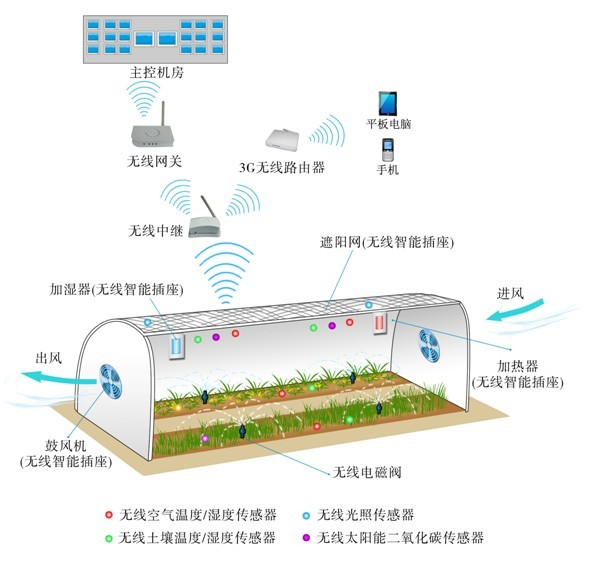 主控机房
平板电脑
无线网关
3G无线路由器
手机
无线中继
遮阳网(无线智能插座)
加湿器(无线智能插座)
进风
出风
加热器
(无线智能插座)
鼓风机
(无线智能插座)
无线电磁阀
无线空气温度/湿度传感器
无线光照传感器
无线土壤温度/湿度传感器
无线太阳能二氧化碳传感器